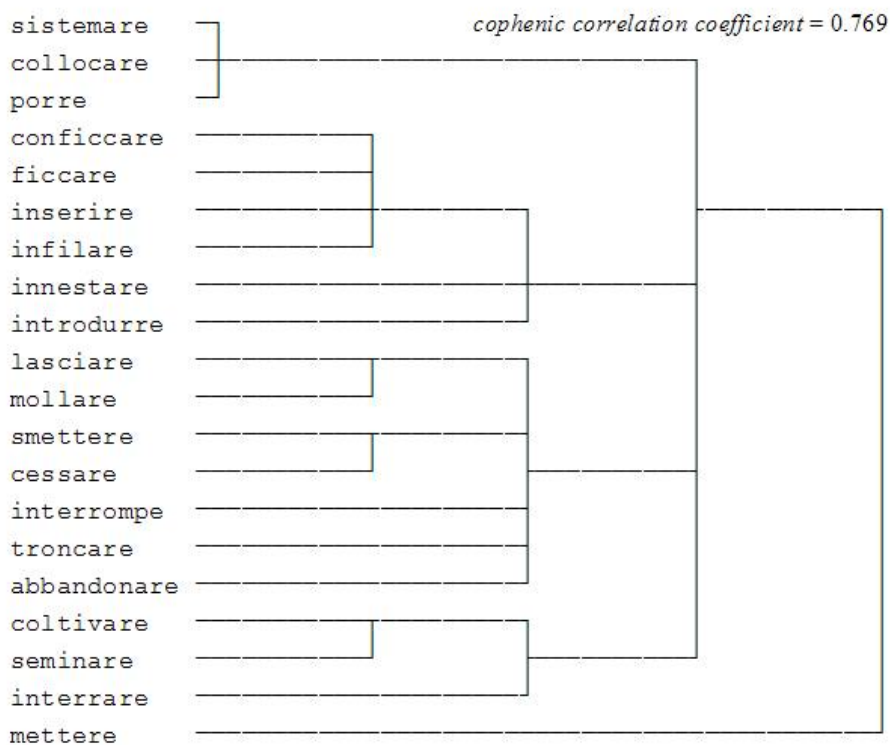 sistemare
cophenic correlation coefficient = 0.769
collocare
porre
conficcare
ficcare
inserire
infilare
innestare
introdurre
lasciare
mollare
smettere
cessare
interrompe
troncare
abbandonare
coltivare
seminare
interrare
mettere